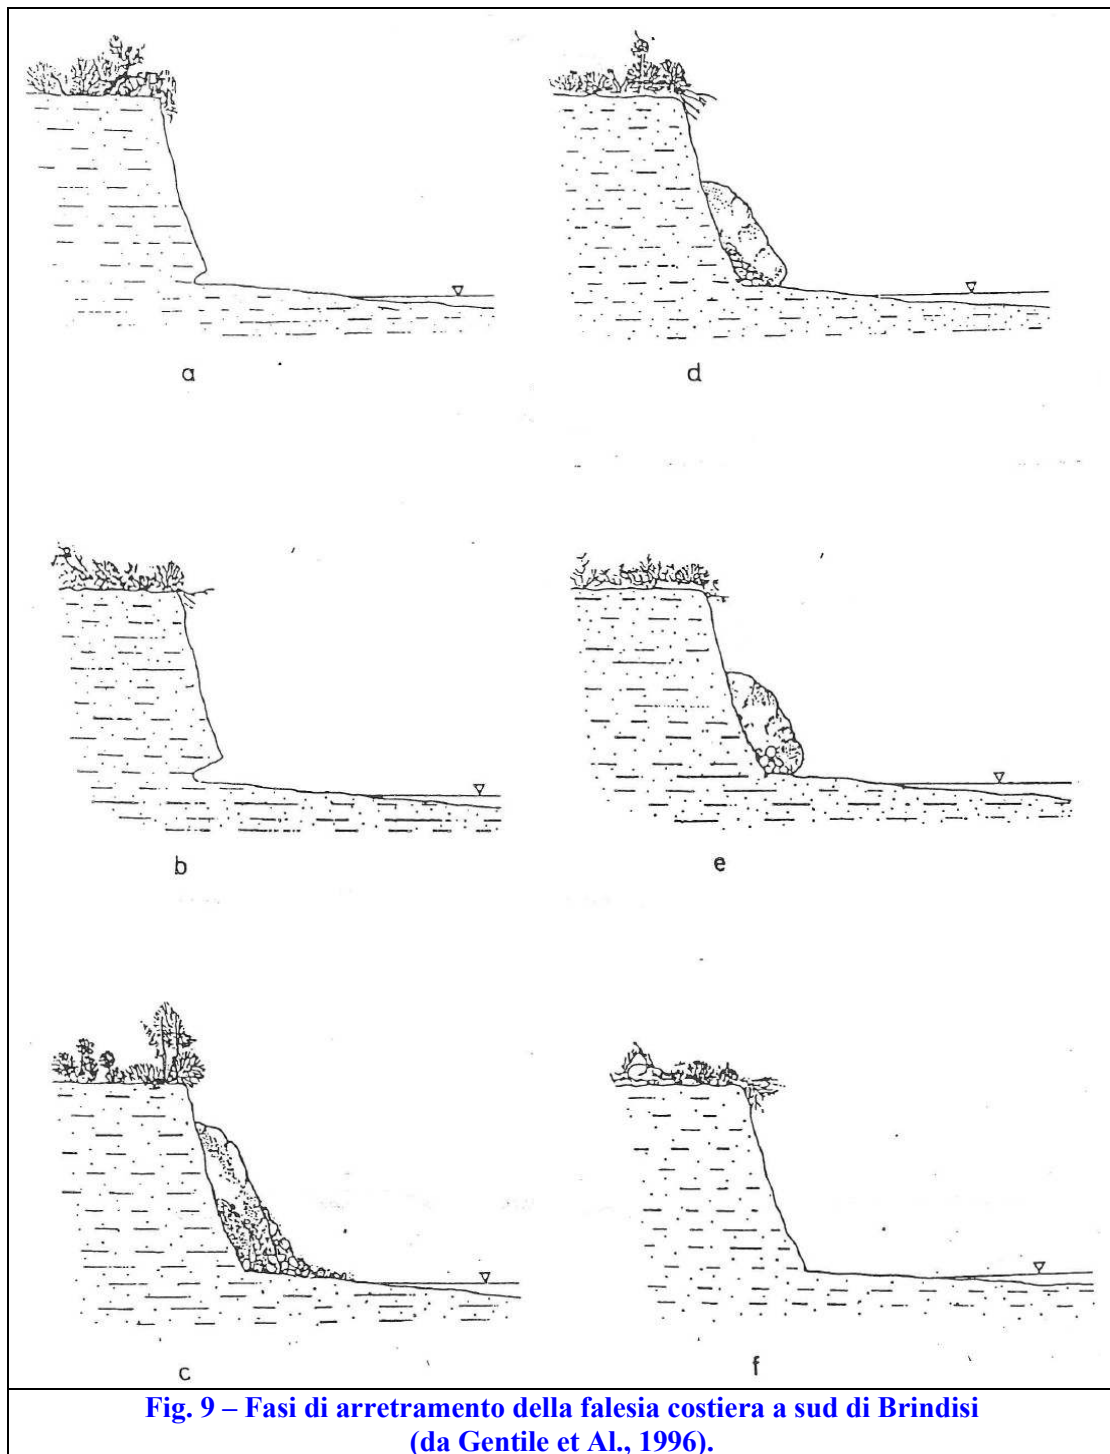 a
d
b
e
c
f
Fig. 9 – Fasi di arretramento della falesia costiera a sud di Brindisi
(da Gentile et Al., 1996).